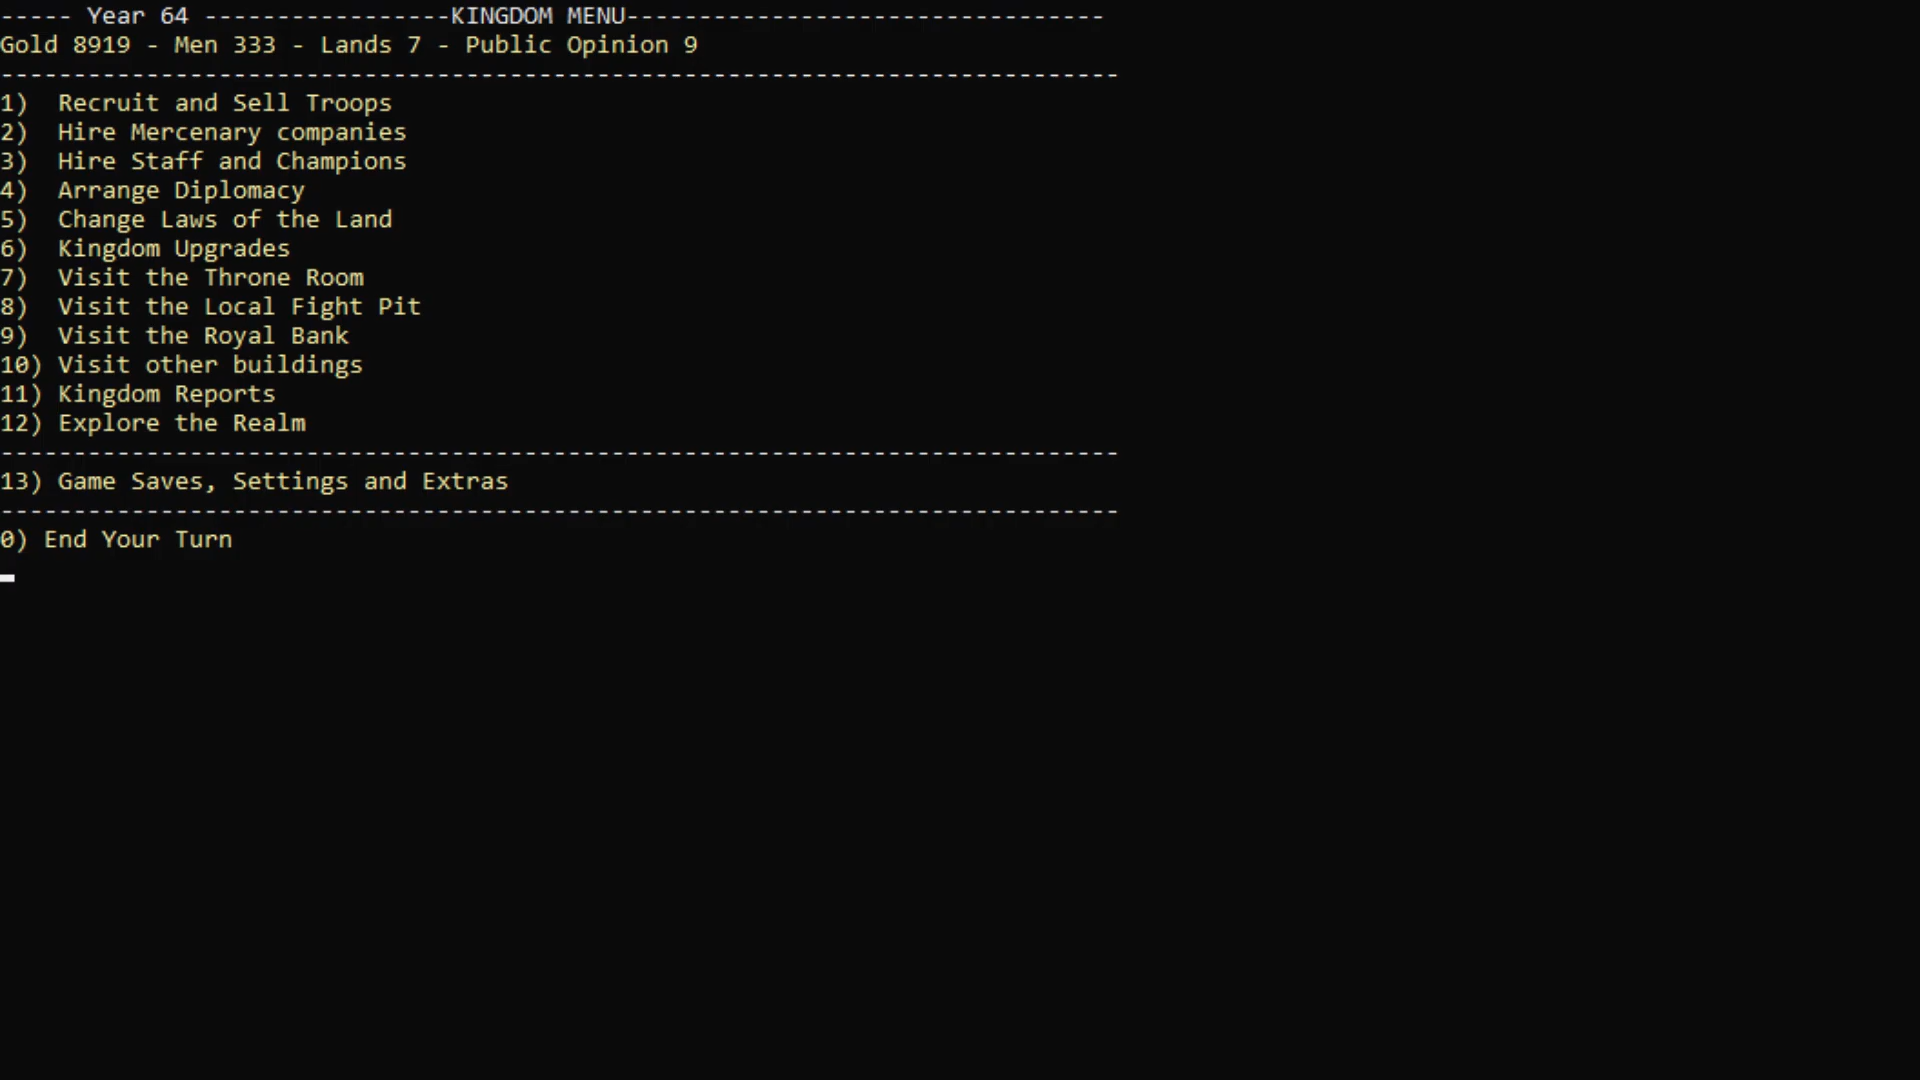 ----- Year 64 -----------------KINGDOM MENU---------------------------------
Gold 8919 - Men 333 - Lands 7 - Public Opinion 9
-----------------------------------------------------------------------------
1)  Recruit and Sell Troops
2)  Hire Mercenary companies
3)  Hire Staff and Champions
4)  Arrange Diplomacy
5)  Change Laws of the Land
6)  Kingdom Upgrades
7)  Visit the Throne Room
8)  Visit the Local Fight Pit
9)  Visit the Royal Bank
10) Visit other buildings
11) Kingdom Reports
12) Explore the Realm
-----------------------------------------------------------------------------
13) Game Saves, Settings and Extras
-----------------------------------------------------------------------------
0) End Your Turn